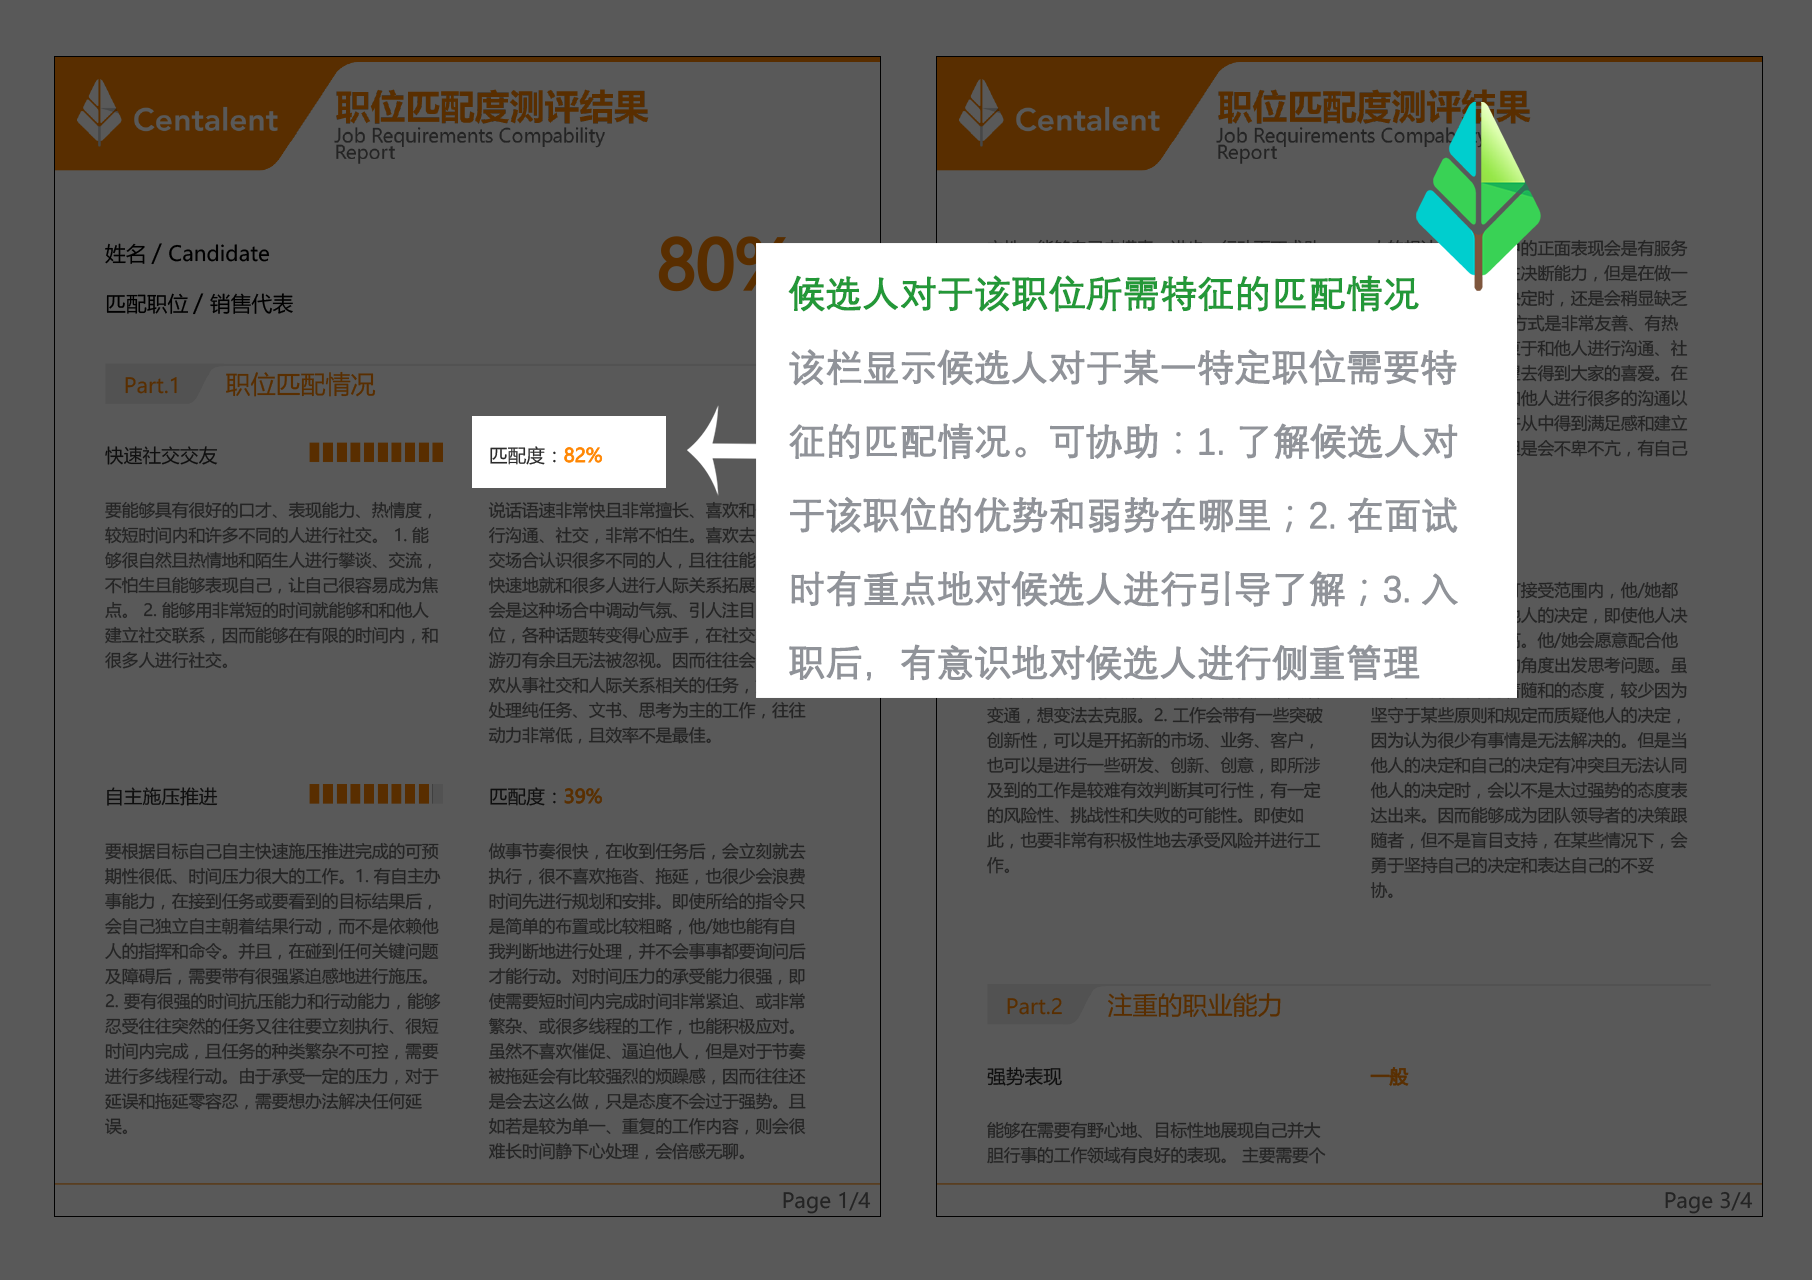 Centalent
职位匹配度测评结果
Job Requirements Compability
Report
姓名 / Candidate
匹配职位 / 销售代表
80%
Part.1 职位匹配情况
快速社交交友
匹配度：82%
要能够具有很好的口才、表现能力、热情度，
较短时间内和许多不同的人进行社交。 1. 能
够很自然且热情地和陌生人进行攀谈、交流，
不怕生且能够表现自己，让自己很容易成为焦
点。 2. 能够用非常短的时间就能够和和他人
建立社交联系，因而能够在有限的时间内，和
很多人进行社交。
说话语速非常快且非常擅长、喜欢和
行沟通、社交，非常不怕生。喜欢去
交场合认识很多不同的人，且往往能
快速地就和很多人进行人际关系拓展
会是这种场合中调动气氛、引人注目
位，各种话题转变得心应手，在社交
游刃有余且无法被忽视。因而往往会
欢从事社交和人际关系相关的任务，
处理纯任务、文书、思考为主的工作，往往
动力非常低，且效率不是最佳。
自主施压推进
匹配度：39%
要根据目标自己自主快速施压推进完成的可预
期性很低、时间压力很大的工作。1. 有自主办
事能力，在接到任务或要看到的目标结果后，
会自己独立自主朝着结果行动，而不是依赖他
人的指挥和命令。并且，在碰到任何关键问题
及障碍后，需要带有很强紧迫感地进行施压。
2. 要有很强的时间抗压能力和行动能力，能够
忍受往往突然的任务又往往要立刻执行、很短
时间内完成，且任务的种类繁杂不可控，需要
进行多线程行动。由于承受一定的压力，对于
延误和拖延零容忍，需要想办法解决任何延
误。
做事节奏很快，在收到任务后，会立刻就去
执行，很不喜欢拖沓、拖延，也很少会浪费
时间先进行规划和安排。即使所给的指令只
是简单的布置或比较粗略，他/她也能有自
我判断地进行处理，并不会事事都要询问后
才能行动。对时间压力的承受能力很强，即
使需要短时间内完成时间非常紧迫、或非常
繁杂、或很多线程的工作，也能积极应对。
虽然不喜欢催促、逼迫他人，但是对于节奏
被拖延会有比较强烈的烦躁感，因而往往还
是会去这么做，只是态度不会过于强势。且
如若是较为单一、重复的工作内容，则会很
难长时间静下心处理，会倍感无聊。
Page 1/4
候选人对于该职位所需特征的匹配情况
该栏显示候选人对于某一特定职位需要特
征的匹配情况。可协助：1. 了解候选人对
于该职位的优势和弱势在哪里；2. 在面试
时有重点地对候选人进行引导了解；3. 入
职后，有意识地对候选人进行侧重管理
Centalent
职位匹配度测评结果
Job Requirements Compability
Report
的正面表现会是有服务
决断能力，但是在做一
定时，还是会稍显缺乏
方式是非常友善、有热
于和他人进行沟通、社
去得到大家的喜爱。在
他人进行很多的沟通以
从中得到满足感和建立
是会不卑不亢，有自己
接受范围内，他/她都
人的决定，即使他人决
他/她会愿意配合他
角度出发思考问题。虽
随和的态度，较少因为
坚守于某些原则和规定而质疑他人的决定，
因为认为很少有事情是无法解决的。但是当
他人的决定和自己的决定有冲突且无法认同
他人的决定时，会以不是太过强势的态度表
达出来。因而能够成为团队领导者的决策跟
随者，但不是盲目支持，在某些情况下，会
勇于坚持自己的决定和表达自己的不妥
协。
变通，想变法去克服。2. 工作会带有一些突破
创新性，可以是开拓新的市场、业务、客户，
也可以是进行一些研发、创新、创意，即所涉
及到的工作是较难有效判断其可行性，有一定
的风险性、挑战性和失败的可能性。即使如
此，也要非常有积极性地去承受风险并进行工
作。
Part.2 注重的职业能力
强势表现
一般
能够在需要有野心地、目标性地展现自己并大
胆行事的工作领域有良好的表现。 主要需要个
Page 3/4